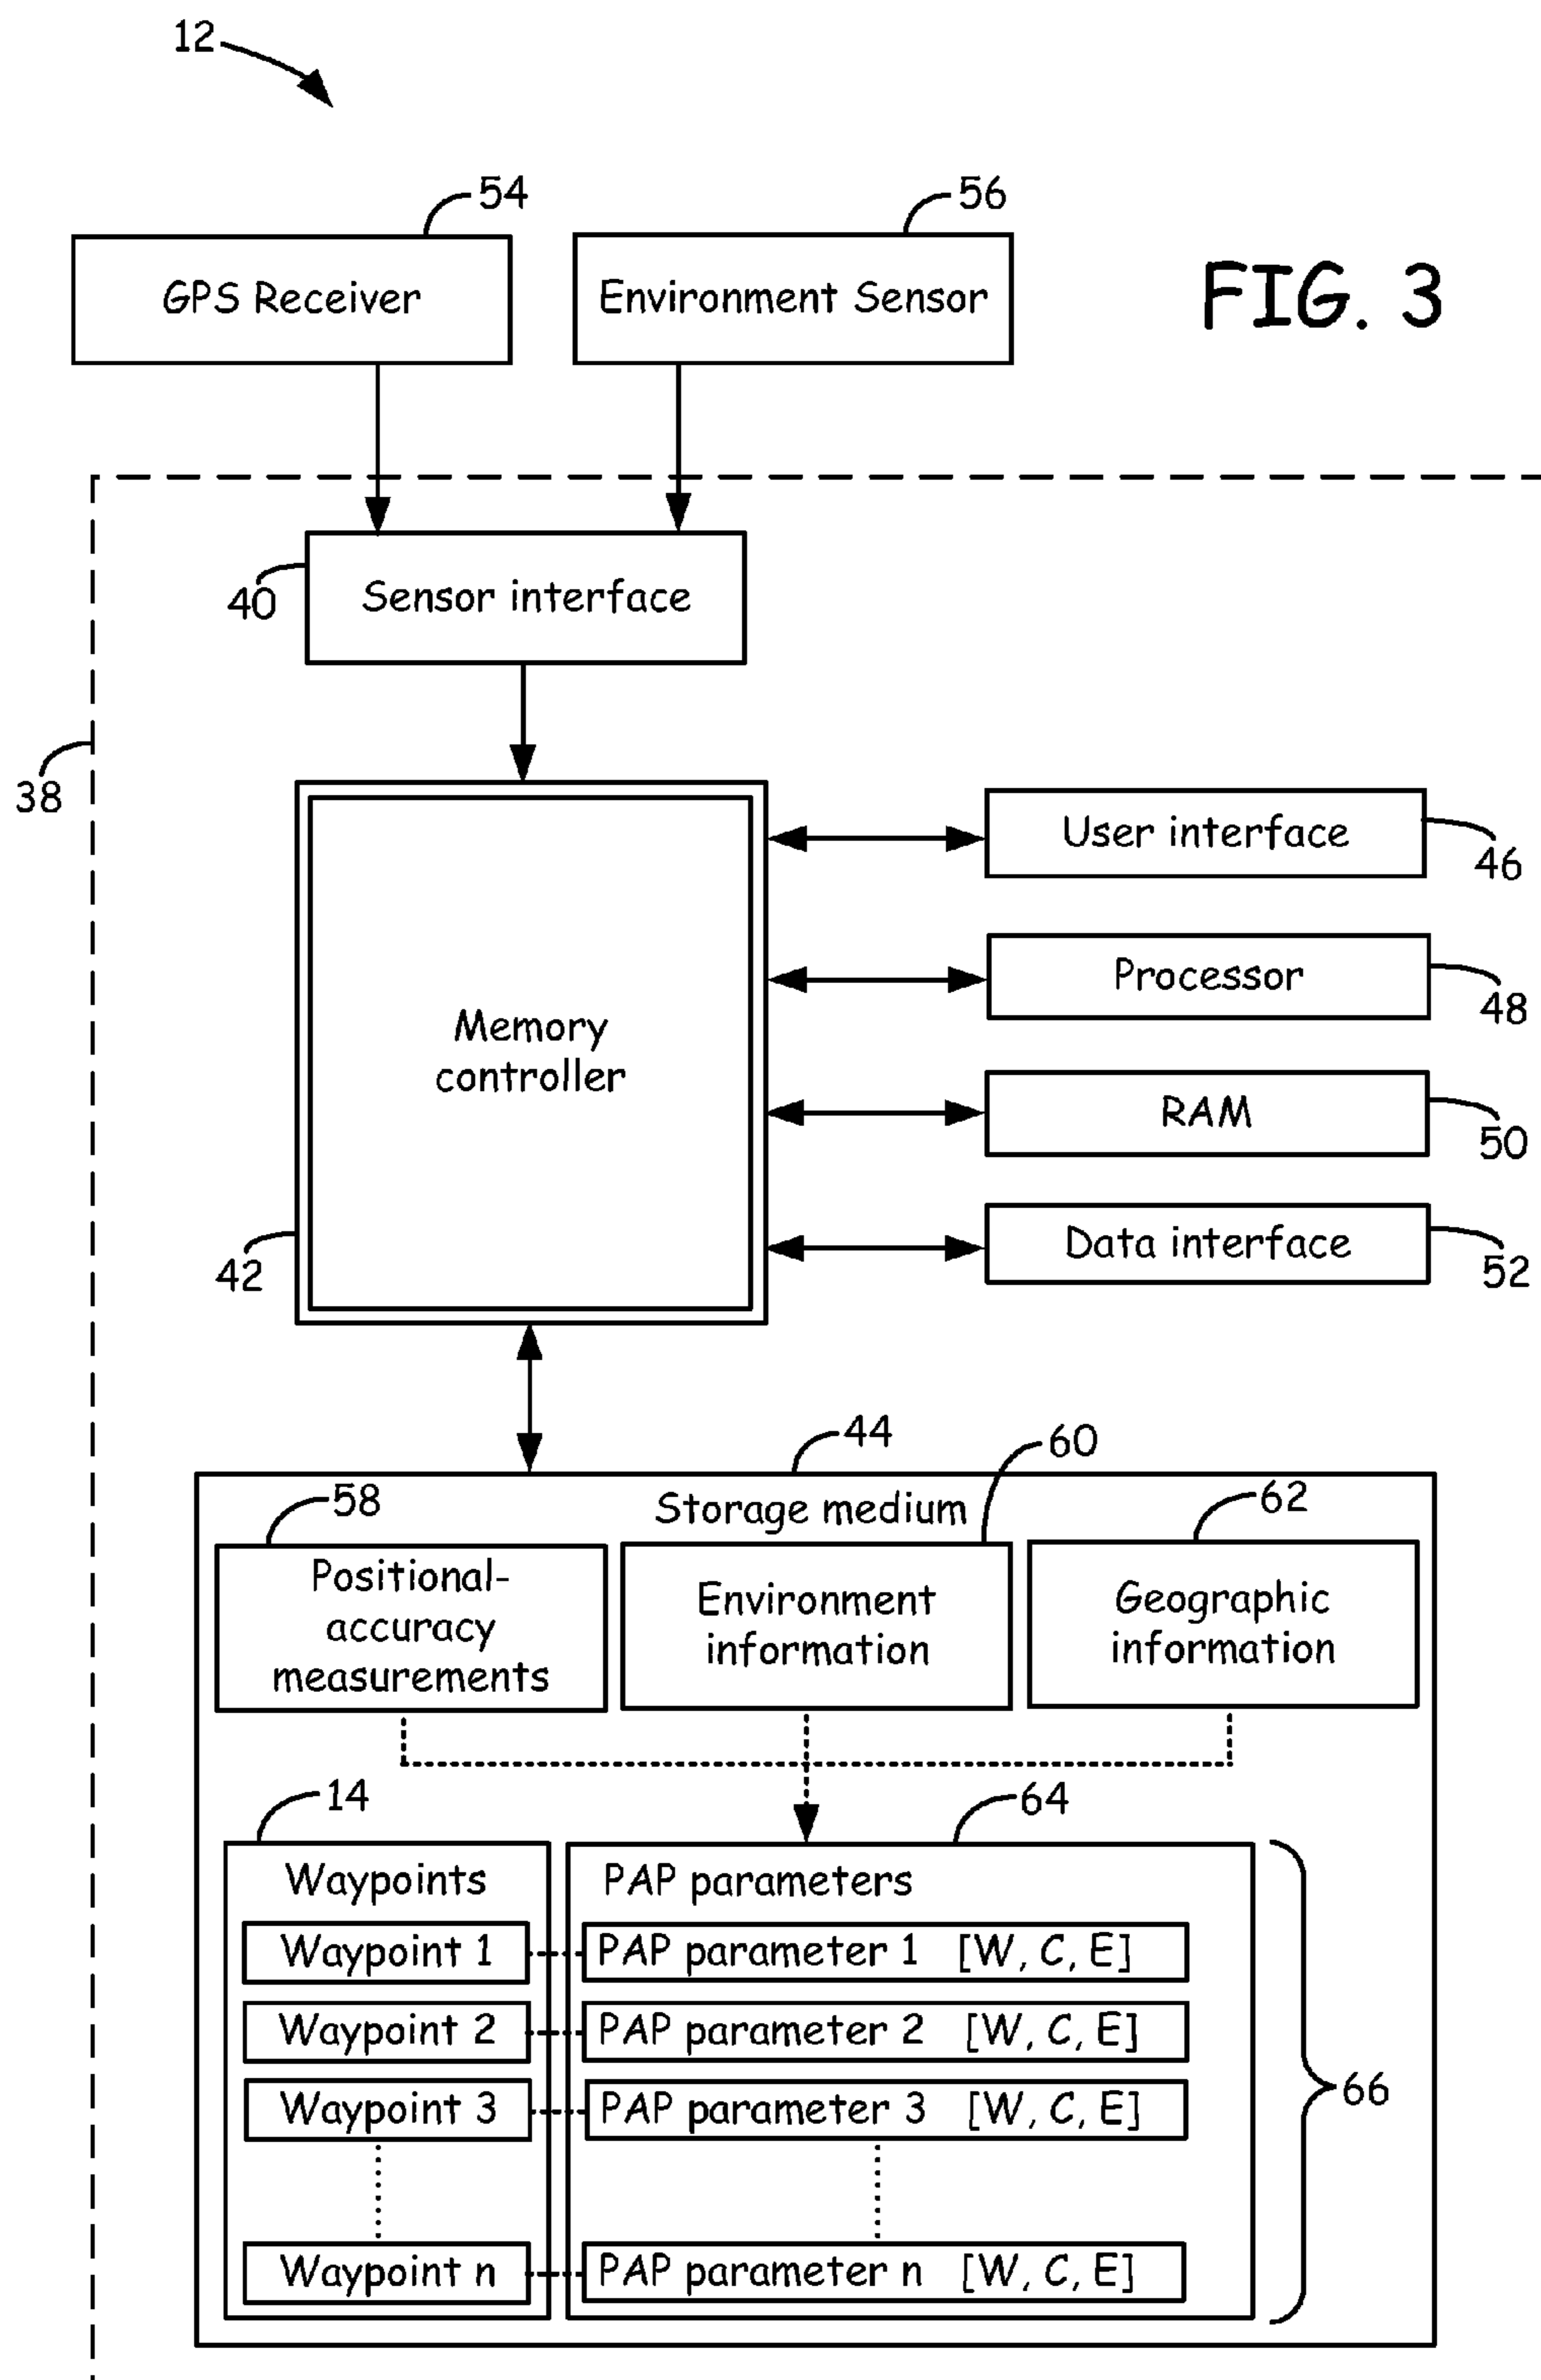 12
54
56
GPS Receiver
Environment Sensor
FIG. 3
40
Sensor interface
38
User interface
46
Processor
48
Memory
controller
RAM
50
Data interface
52
42
44
60
58
Storage medium
62
Positional-
accuracy
measurements
Environment
information
Geographic
information
14
64
Waypoints
PAP parameters
Waypoint 1
PAP parameter 1 [W, C, E]
Waypoint 2
PAP parameter 2 [W, C, E]
Waypoint 3
PAP parameter 3 [W, C, E]
66
Waypoint n
PAP parameter n [W, C, E]